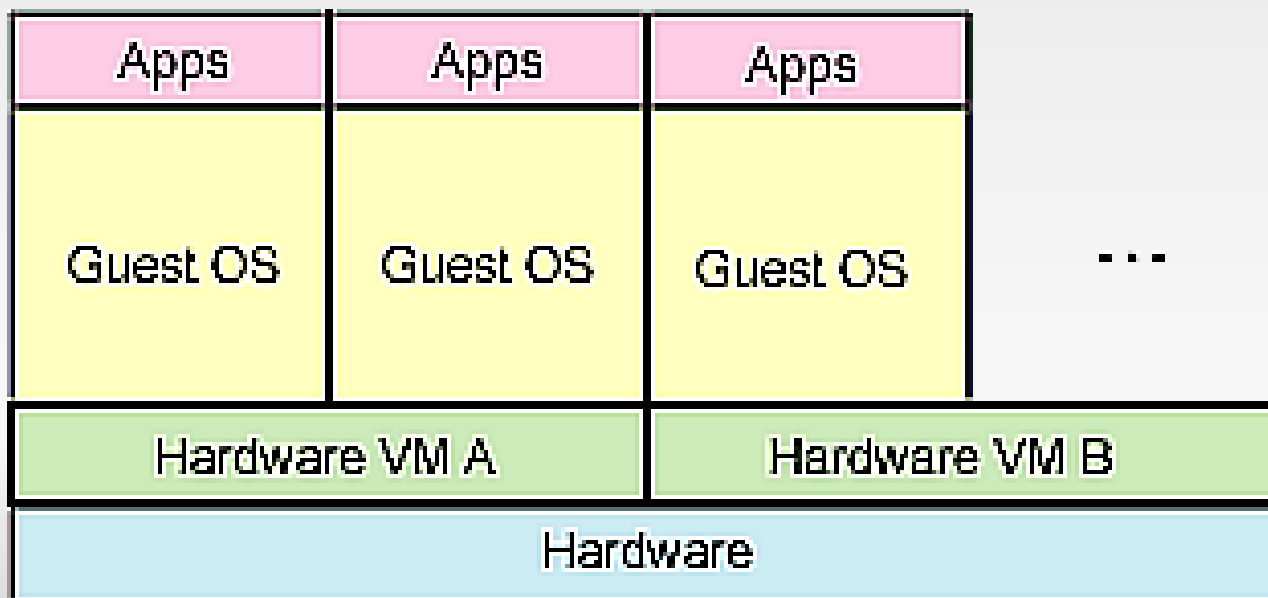 Apps Apps Apps
Guest OS Guest OS Guest OS ...
Hardware VM A Hardware VM B
Hardware